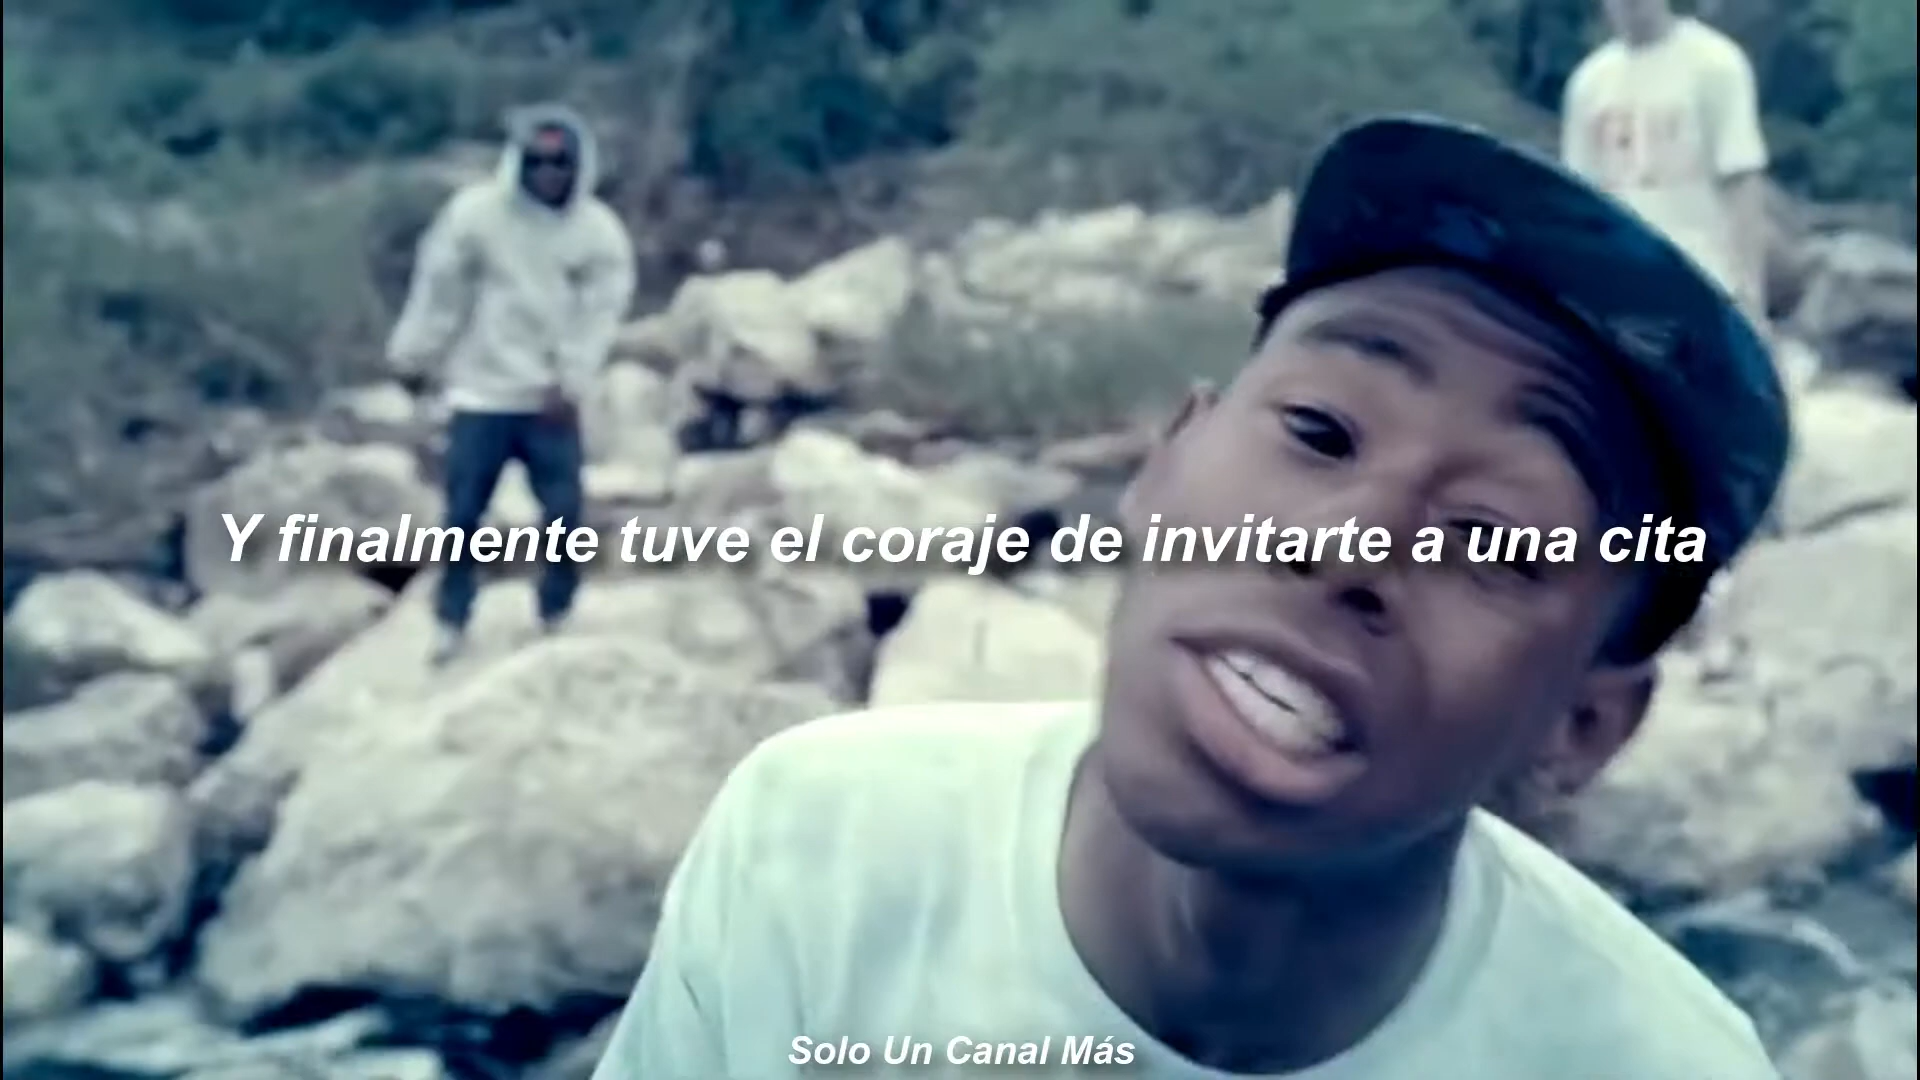 Y finalmente tuve el coraje de invitarte a una cita
Solo Un Canal Más